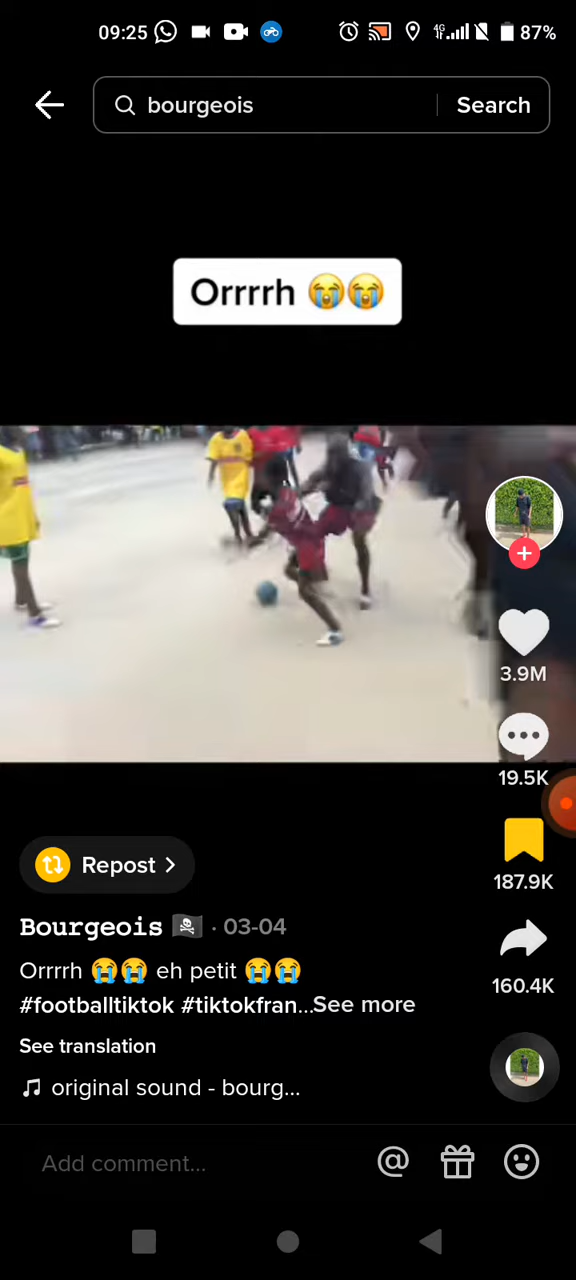 09:25 4G 87%
bourgeois Search
Orrrrh 😭😭
3.9M
19.5K
187.9K
Repost
Bourgeois 🏴‍☠️ · 03-04
160.4K
Orrrrh 😭😭 eh petit 😭😭
#footballtiktok #tiktokfran...See more
See translation
original sound - bourg...
Add comment...